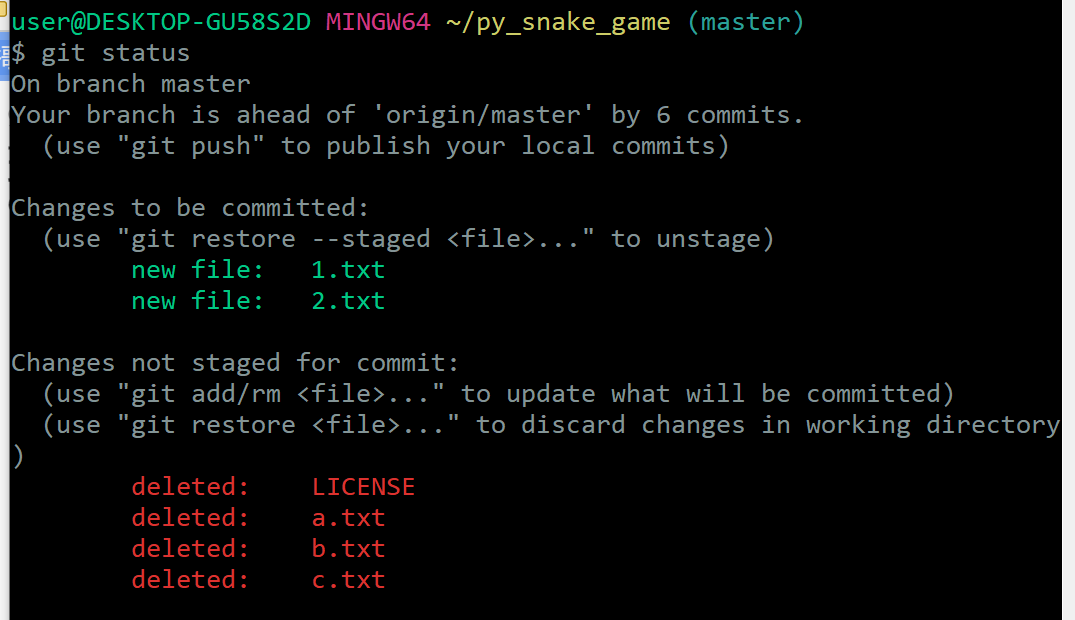 user@DESKTOP-GU58S2D MINGW64 ~/py_snake_game (master)
$ git status
On branch master
Your branch is ahead of 'origin/master' by 6 commits.
  (use "git push" to publish your local commits)

Changes to be committed:
  (use "git restore --staged <file>..." to unstage)
        new file:   1.txt
        new file:   2.txt

Changes not staged for commit:
  (use "git add/rm <file>..." to update what will be committed)
  (use "git restore <file>..." to discard changes in working directory
)
        deleted:    LICENSE
        deleted:    a.txt
        deleted:    b.txt
        deleted:    c.txt